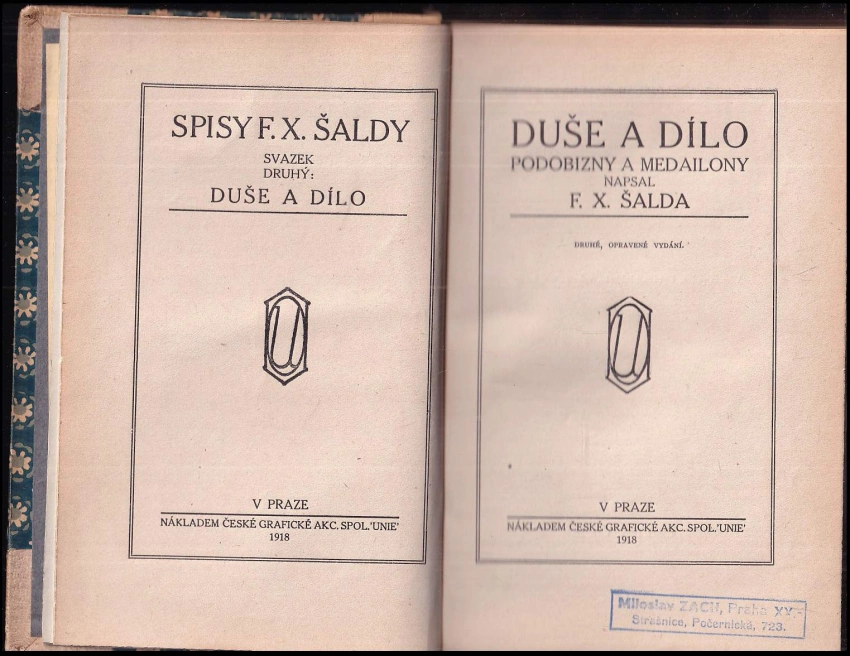 SPISY F. X. ŠALDY
SVAZEK
DRUHÝ:
DUŠE A DÍLO
U
V PRAZE
NÁKLADEM ČESKÉ GRAFICKÉ AKC. SPOL. 'UNIE'
1918
DUŠE A DÍLO
PODOBIZNY A MEDAILONY
NAPSAL
F. X. ŠALDA
DRUHÉ, OPRAVENÉ VYDÁNÍ.
U
V PRAZE
NÁKLADEM ČESKÉ GRAFICKÉ AKC. SPOL. 'UNIE'
1918
Miloslav ZACH, Praha XX.-
Strašnice, Počernická, 723.